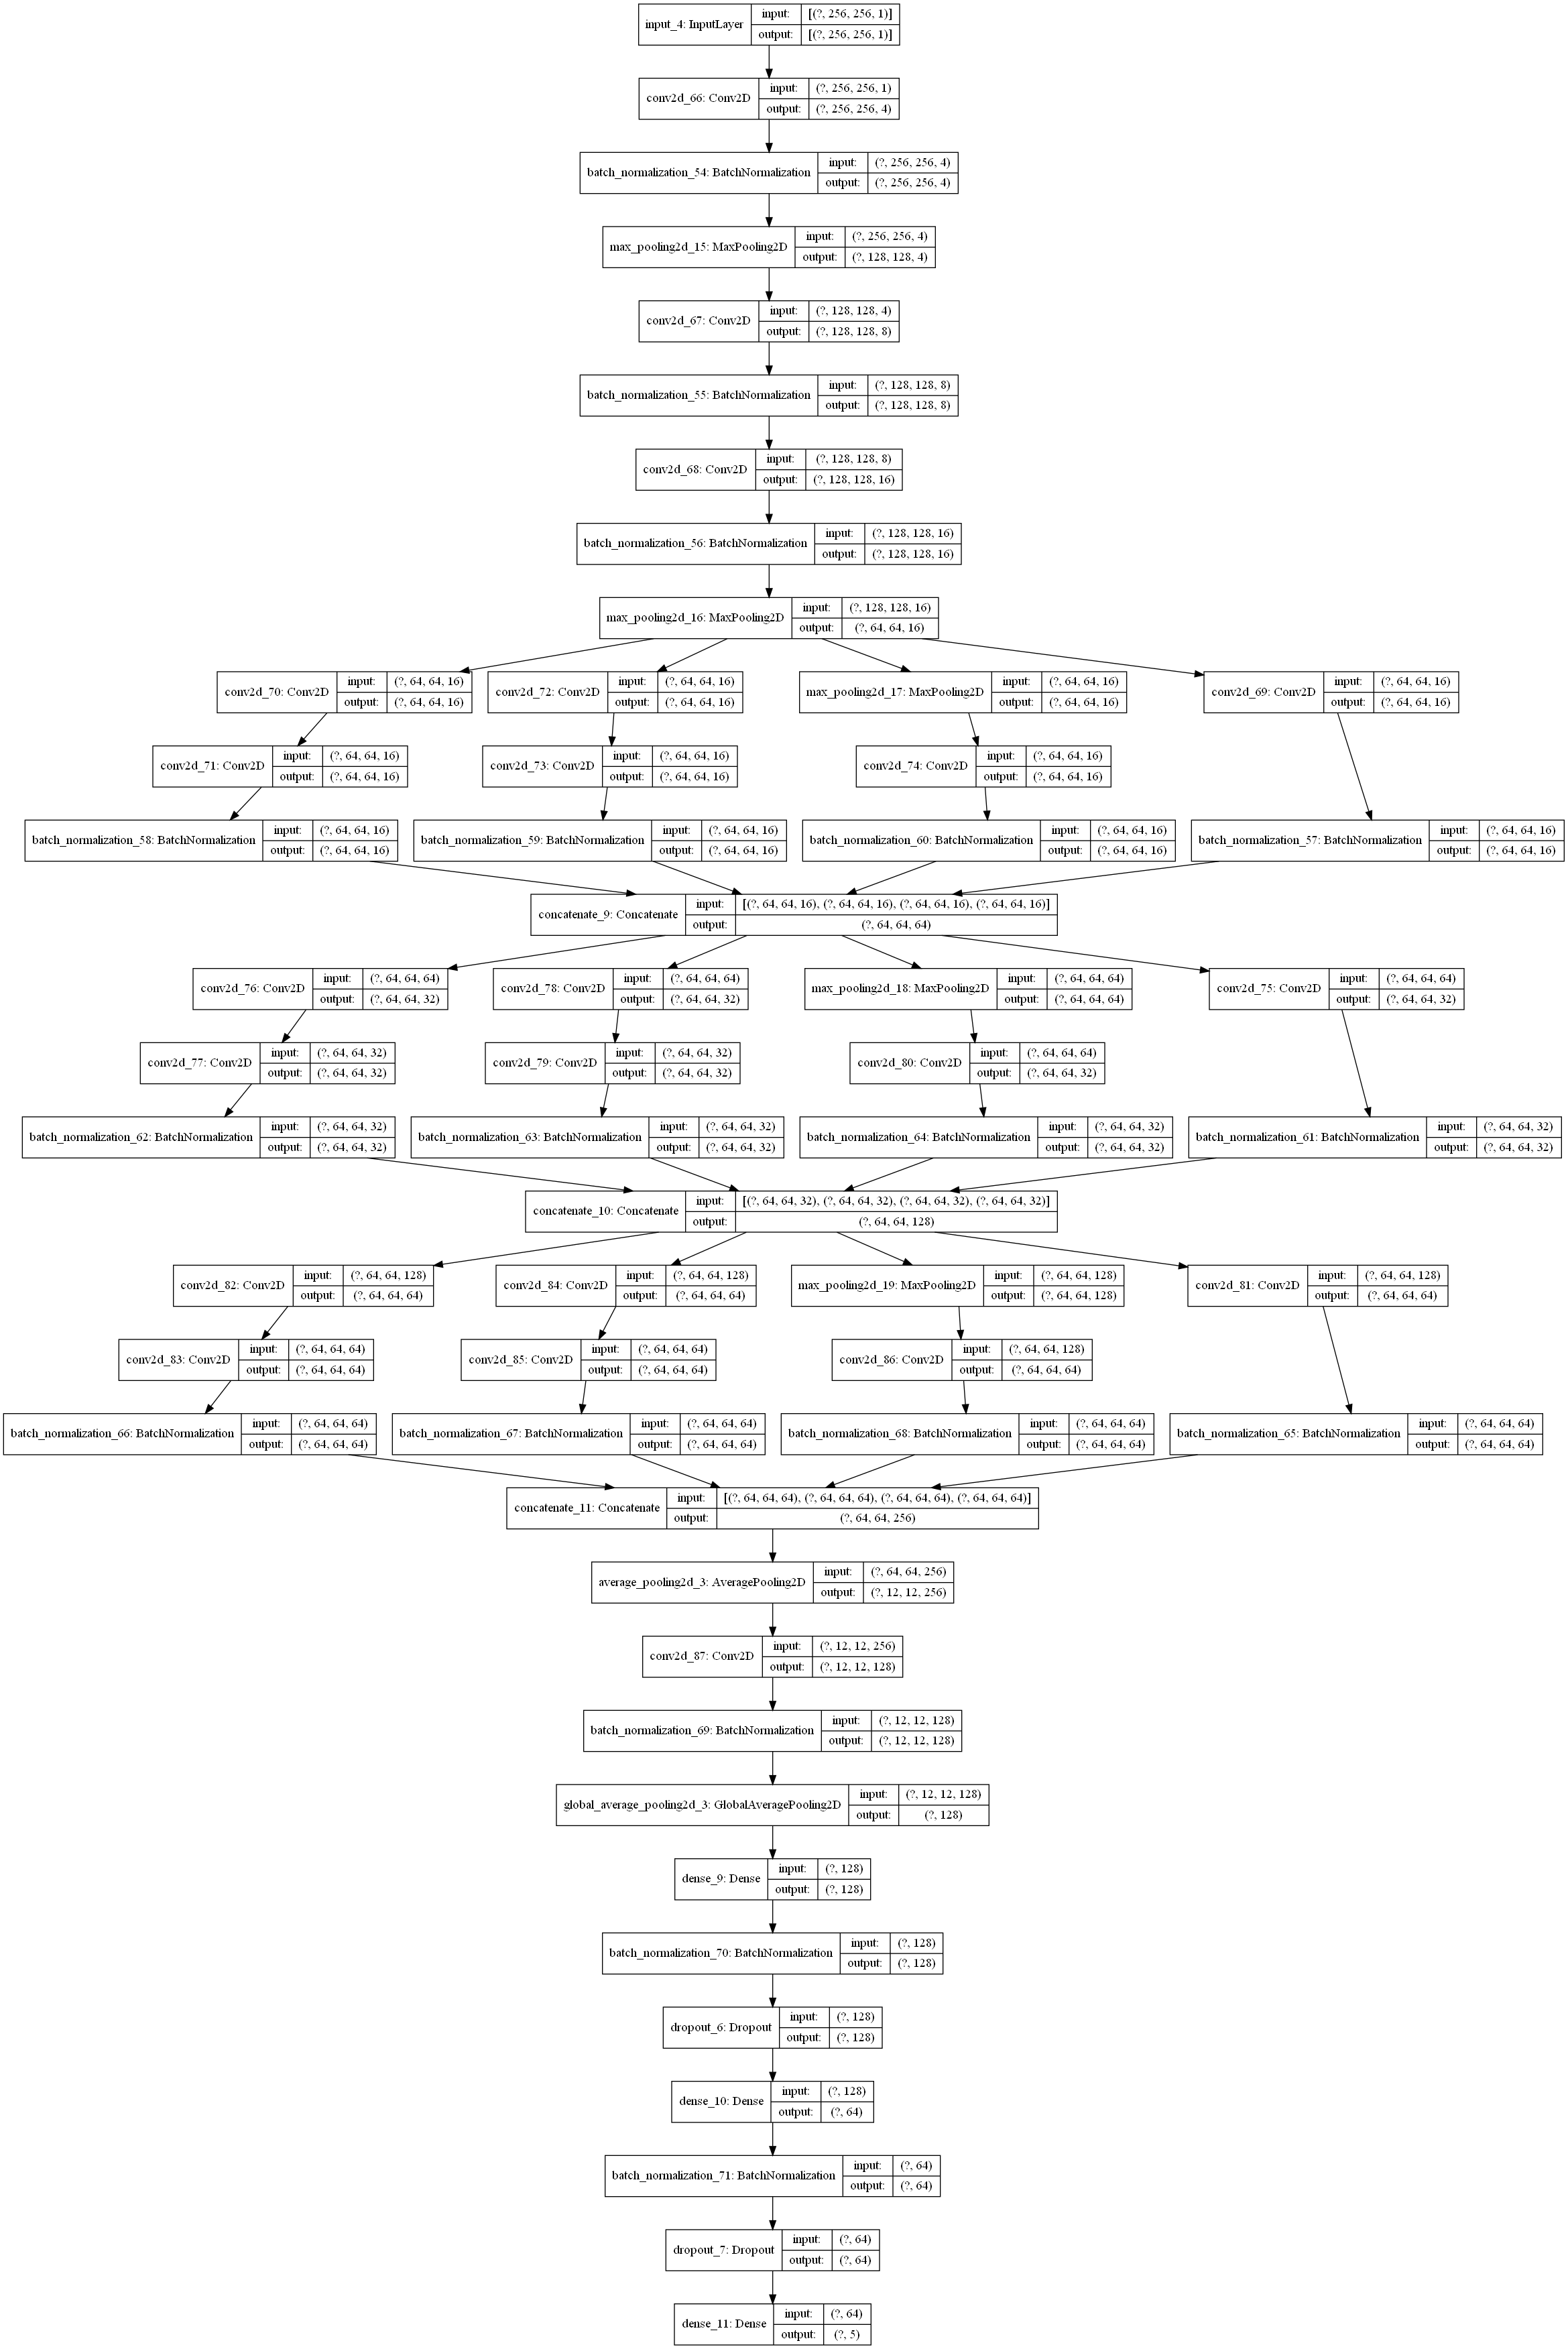 input_4: InputLayer
input: [(?, 256, 256, 1)]
output: [(?, 256, 256, 1)]
conv2d_66: Conv2D
input: (?, 256, 256, 1)
output: (?, 256, 256, 4)
batch_normalization_54: BatchNormalization
input: (?, 256, 256, 4)
output: (?, 256, 256, 4)
max_pooling2d_15: MaxPooling2D
input: (?, 256, 256, 4)
output: (?, 128, 128, 4)
conv2d_67: Conv2D
input: (?, 128, 128, 4)
output: (?, 128, 128, 8)
batch_normalization_55: BatchNormalization
input: (?, 128, 128, 8)
output: (?, 128, 128, 8)
conv2d_68: Conv2D
input: (?, 128, 128, 8)
output: (?, 128, 128, 16)
batch_normalization_56: BatchNormalization
input: (?, 128, 128, 16)
output: (?, 128, 128, 16)
max_pooling2d_16: MaxPooling2D
input: (?, 128, 128, 16)
output: (?, 64, 64, 16)
conv2d_70: Conv2D
input: (?, 64, 64, 16)
output: (?, 64, 64, 16)
conv2d_72: Conv2D
input: (?, 64, 64, 16)
output: (?, 64, 64, 16)
max_pooling2d_17: MaxPooling2D
input: (?, 64, 64, 16)
output: (?, 64, 64, 16)
conv2d_69: Conv2D
input: (?, 64, 64, 16)
output: (?, 64, 64, 16)
conv2d_71: Conv2D
input: (?, 64, 64, 16)
output: (?, 64, 64, 16)
conv2d_73: Conv2D
input: (?, 64, 64, 16)
output: (?, 64, 64, 16)
conv2d_74: Conv2D
input: (?, 64, 64, 16)
output: (?, 64, 64, 16)
batch_normalization_58: BatchNormalization
input: (?, 64, 64, 16)
output: (?, 64, 64, 16)
batch_normalization_59: BatchNormalization
input: (?, 64, 64, 16)
output: (?, 64, 64, 16)
batch_normalization_60: BatchNormalization
input: (?, 64, 64, 16)
output: (?, 64, 64, 16)
batch_normalization_57: BatchNormalization
input: (?, 64, 64, 16)
output: (?, 64, 64, 16)
concatenate_9: Concatenate
input: [(?, 64, 64, 16), (?, 64, 64, 16), (?, 64, 64, 16), (?, 64, 64, 16)]
output: (?, 64, 64, 64)
conv2d_76: Conv2D
input: (?, 64, 64, 64)
output: (?, 64, 64, 32)
conv2d_78: Conv2D
input: (?, 64, 64, 64)
output: (?, 64, 64, 32)
max_pooling2d_18: MaxPooling2D
input: (?, 64, 64, 64)
output: (?, 64, 64, 64)
conv2d_75: Conv2D
input: (?, 64, 64, 64)
output: (?, 64, 64, 32)
conv2d_77: Conv2D
input: (?, 64, 64, 32)
output: (?, 64, 64, 32)
conv2d_79: Conv2D
input: (?, 64, 64, 32)
output: (?, 64, 64, 32)
conv2d_80: Conv2D
input: (?, 64, 64, 64)
output: (?, 64, 64, 32)
batch_normalization_62: BatchNormalization
input: (?, 64, 64, 32)
output: (?, 64, 64, 32)
batch_normalization_63: BatchNormalization
input: (?, 64, 64, 32)
output: (?, 64, 64, 32)
batch_normalization_64: BatchNormalization
input: (?, 64, 64, 32)
output: (?, 64, 64, 32)
batch_normalization_61: BatchNormalization
input: (?, 64, 64, 32)
output: (?, 64, 64, 32)
concatenate_10: Concatenate
input: [(?, 64, 64, 32), (?, 64, 64, 32), (?, 64, 64, 32), (?, 64, 64, 32)]
output: (?, 64, 64, 128)
conv2d_82: Conv2D
input: (?, 64, 64, 128)
output: (?, 64, 64, 64)
conv2d_84: Conv2D
input: (?, 64, 64, 128)
output: (?, 64, 64, 64)
max_pooling2d_19: MaxPooling2D
input: (?, 64, 64, 128)
output: (?, 64, 64, 128)
conv2d_81: Conv2D
input: (?, 64, 64, 128)
output: (?, 64, 64, 64)
conv2d_83: Conv2D
input: (?, 64, 64, 64)
output: (?, 64, 64, 64)
conv2d_85: Conv2D
input: (?, 64, 64, 64)
output: (?, 64, 64, 64)
conv2d_86: Conv2D
input: (?, 64, 64, 128)
output: (?, 64, 64, 64)
batch_normalization_66: BatchNormalization
input: (?, 64, 64, 64)
output: (?, 64, 64, 64)
batch_normalization_67: BatchNormalization
input: (?, 64, 64, 64)
output: (?, 64, 64, 64)
batch_normalization_68: BatchNormalization
input: (?, 64, 64, 64)
output: (?, 64, 64, 64)
batch_normalization_65: BatchNormalization
input: (?, 64, 64, 64)
output: (?, 64, 64, 64)
concatenate_11: Concatenate
input: [(?, 64, 64, 64), (?, 64, 64, 64), (?, 64, 64, 64), (?, 64, 64, 64)]
output: (?, 64, 64, 256)
average_pooling2d_3: AveragePooling2D
input: (?, 64, 64, 256)
output: (?, 12, 12, 256)
conv2d_87: Conv2D
input: (?, 12, 12, 256)
output: (?, 12, 12, 128)
batch_normalization_69: BatchNormalization
input: (?, 12, 12, 128)
output: (?, 12, 12, 128)
global_average_pooling2d_3: GlobalAveragePooling2D
input: (?, 12, 12, 128)
output: (?, 128)
dense_9: Dense
input: (?, 128)
output: (?, 128)
batch_normalization_70: BatchNormalization
input: (?, 128)
output: (?, 128)
dropout_6: Dropout
input: (?, 128)
output: (?, 128)
dense_10: Dense
input: (?, 128)
output: (?, 64)
batch_normalization_71: BatchNormalization
input: (?, 64)
output: (?, 64)
dropout_7: Dropout
input: (?, 64)
output: (?, 64)
dense_11: Dense
input: (?, 64)
output: (?, 5)